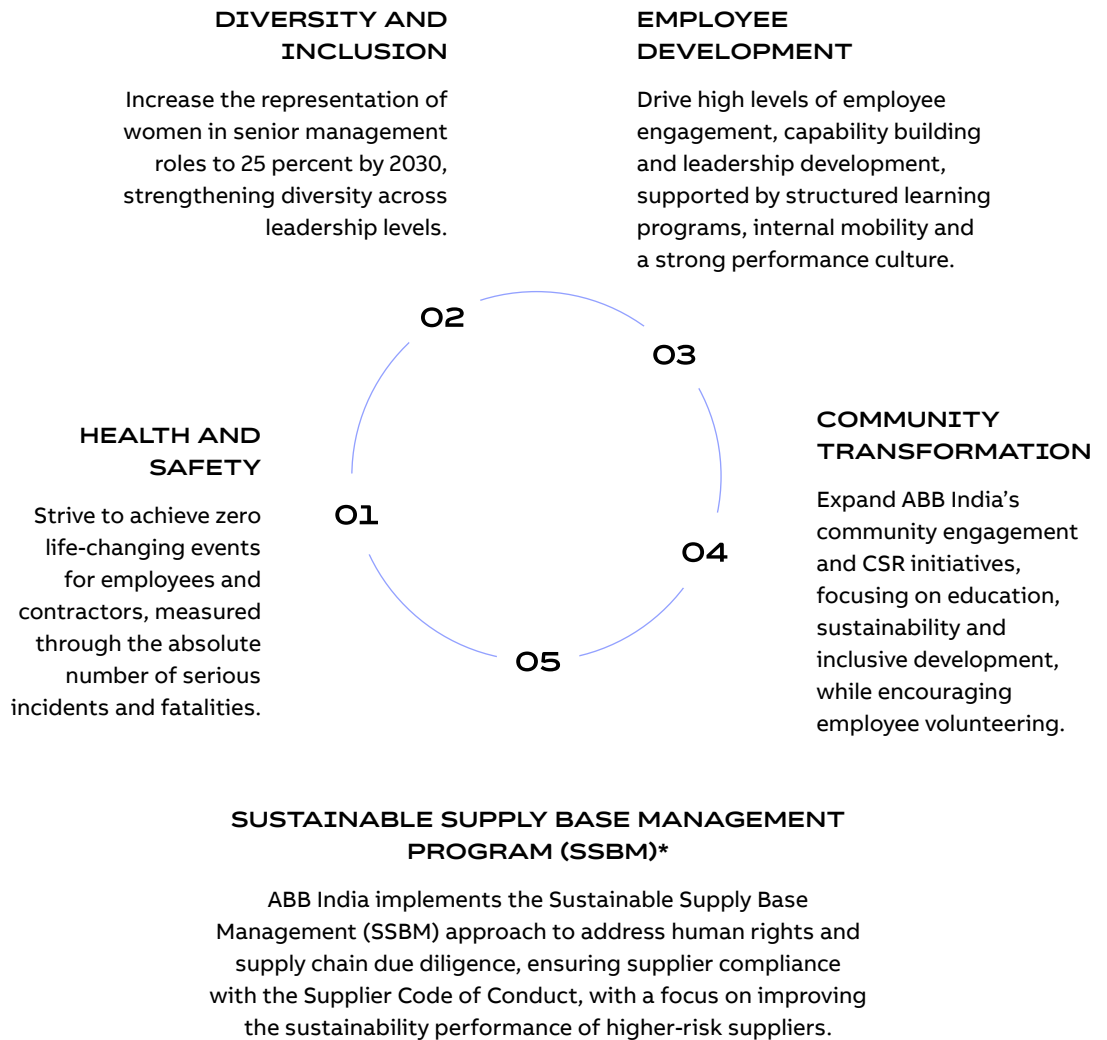 DIVERSITY AND
INCLUSION
Increase the representation of
women in senior management
roles to 25 percent by 2030,
strengthening diversity across
leadership levels.
EMPLOYEE
DEVELOPMENT
Drive high levels of employee
engagement, capability building
and leadership development,
supported by structured learning
programs, internal mobility and
a strong performance culture.
02
03
HEALTH AND
SAFETY
Strive to achieve zero
life-changing events
for employees and
contractors, measured
through the absolute
number of serious
incidents and fatalities.
01
COMMUNITY
TRANSFORMATION
Expand ABB India’s
community engagement
and CSR initiatives,
focusing on education,
sustainability and
inclusive development,
while encouraging
employee volunteering.
04
05
SUSTAINABLE SUPPLY BASE MANAGEMENT
PROGRAM (SSBM)*
ABB India implements the Sustainable Supply Base
Management (SSBM) approach to address human rights and
supply chain due diligence, ensuring supplier compliance
with the Supplier Code of Conduct, with a focus on improving
the sustainability performance of higher-risk suppliers.